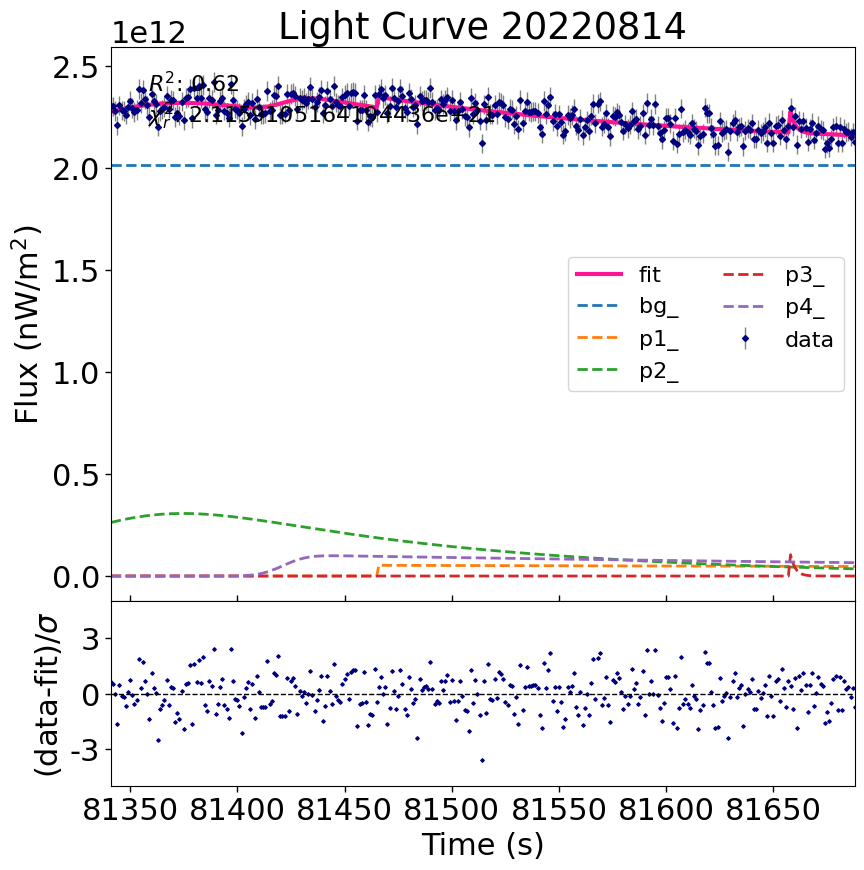 Light Curve 20220814
1e12
2.5
R²: 0.62
2.0
1.5
1.0
0.5
0.0
Flux (nW/m²)
fit
bg_
p1_
p2_
p3_
p4_
data
3
0
-3
(data-fit)/σ
81350 81400 81450 81500 81550 81600 81650
Time (s)